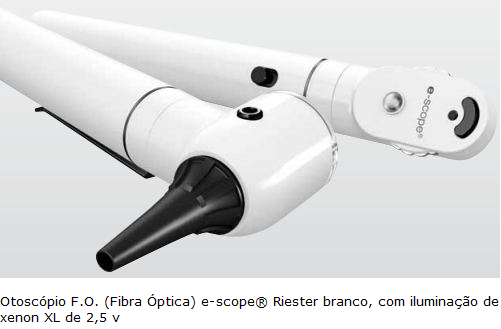 e-scope®
Otoscópio F.O. (Fibra Óptica) e-scope® Riester branco, com iluminação de
xenon XL de 2,5 v